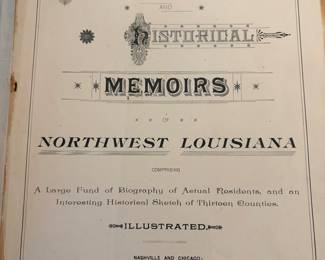 AND
HISTORICAL
MEMOIRS
OF
NORTHWEST LOUISIANA
COMPRISING
A Large Fund of Biography of Actual Residents, and an
Interesting Historical Sketch of Thirteen Counties.
ILLUSTRATED.
NASHVILLE AND CHICAGO: